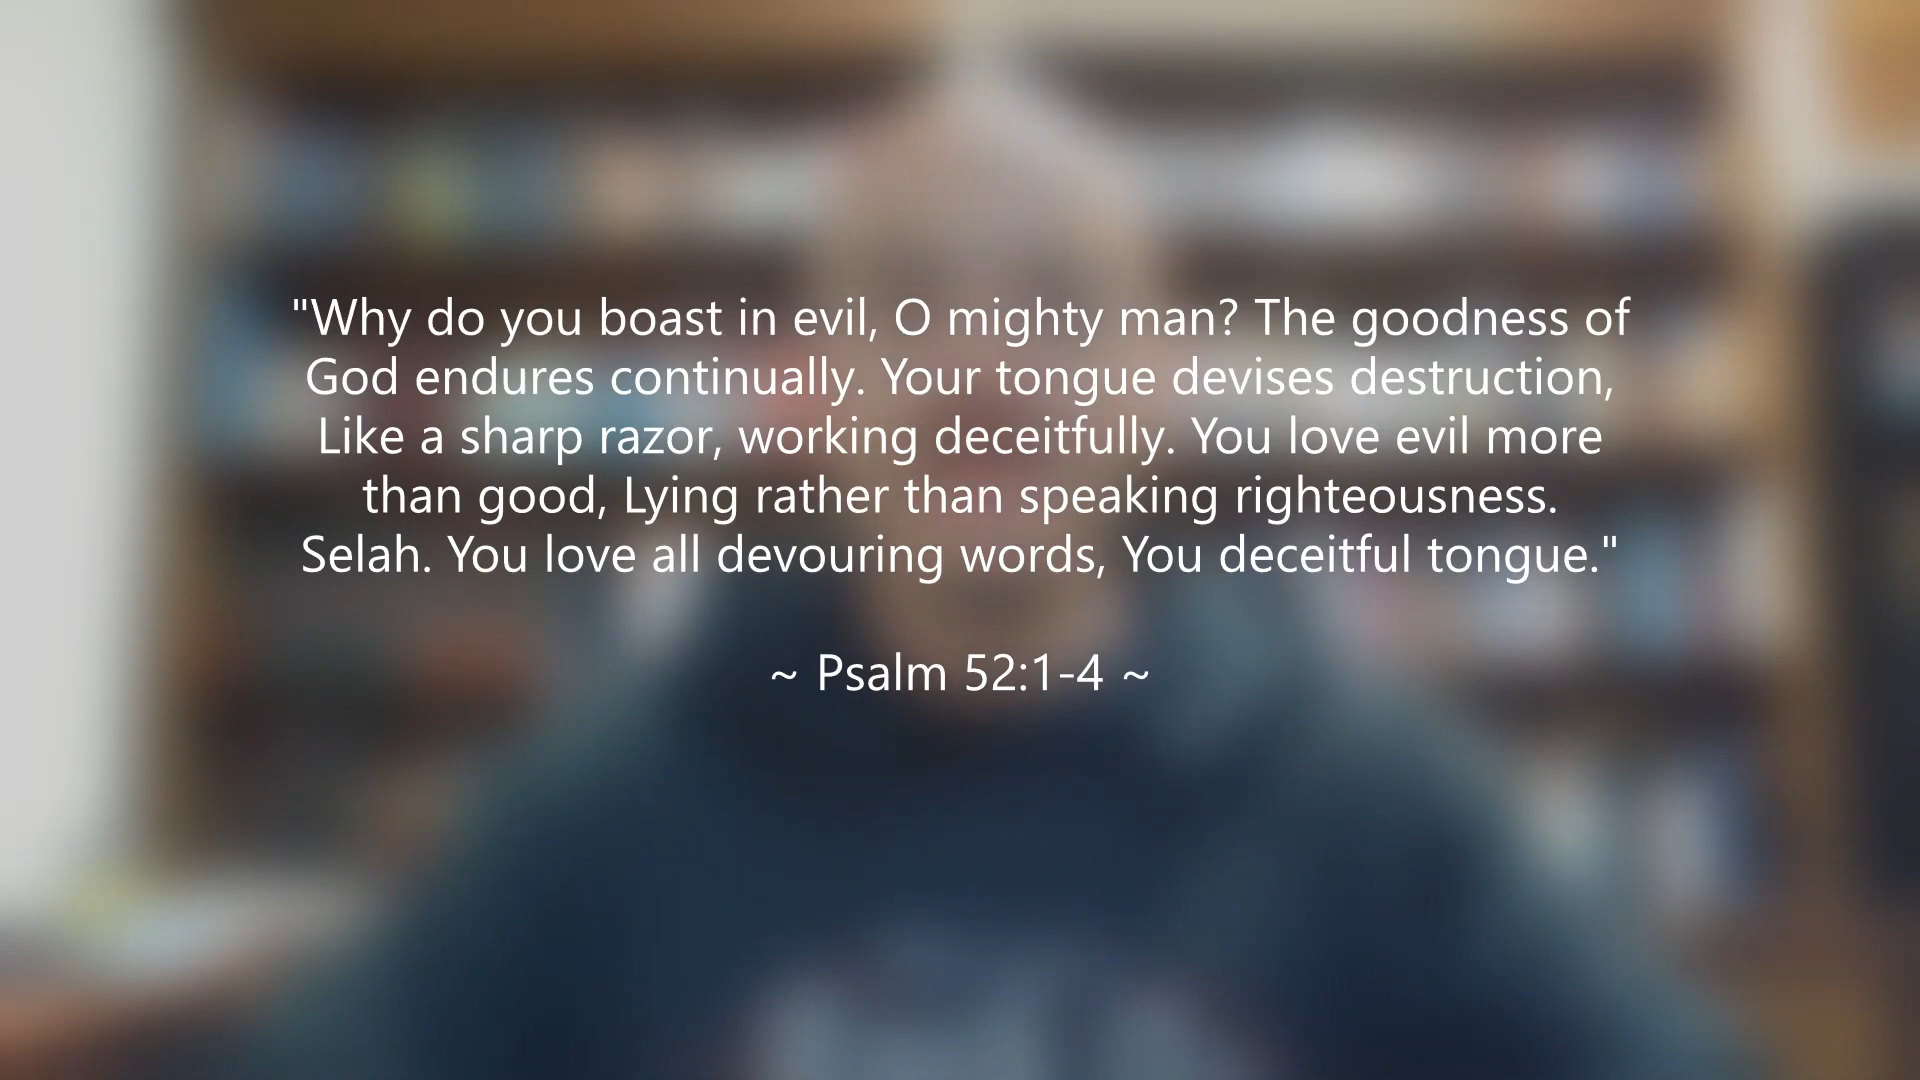 "Why do you boast in evil, O mighty man? The goodness of
God endures continually. Your tongue devises destruction,
Like a sharp razor, working deceitfully. You love evil more
than good, Lying rather than speaking righteousness.
Selah. You love all devouring words, You deceitful tongue."
~ Psalm 52:1-4 ~